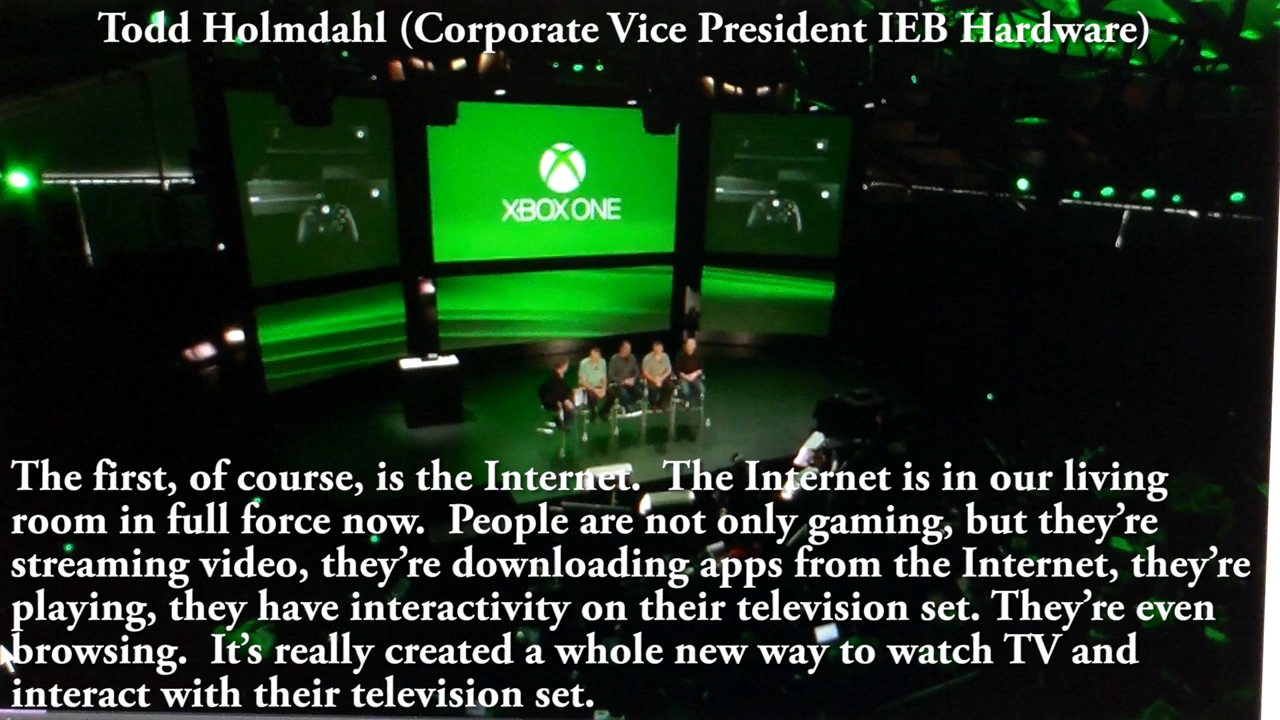 Todd Holmdahl (Corporate Vice President IEB Hardware)
XBOX ONE
The first, of course, is the Internet.  The Internet is in our living
room in full force now.  People are not only gaming, but they’re
streaming video, they’re downloading apps from the Internet, they’re
playing, they have interactivity on their television set. They’re even
browsing.  It’s really created a whole new way to watch TV and
interact with their television set.